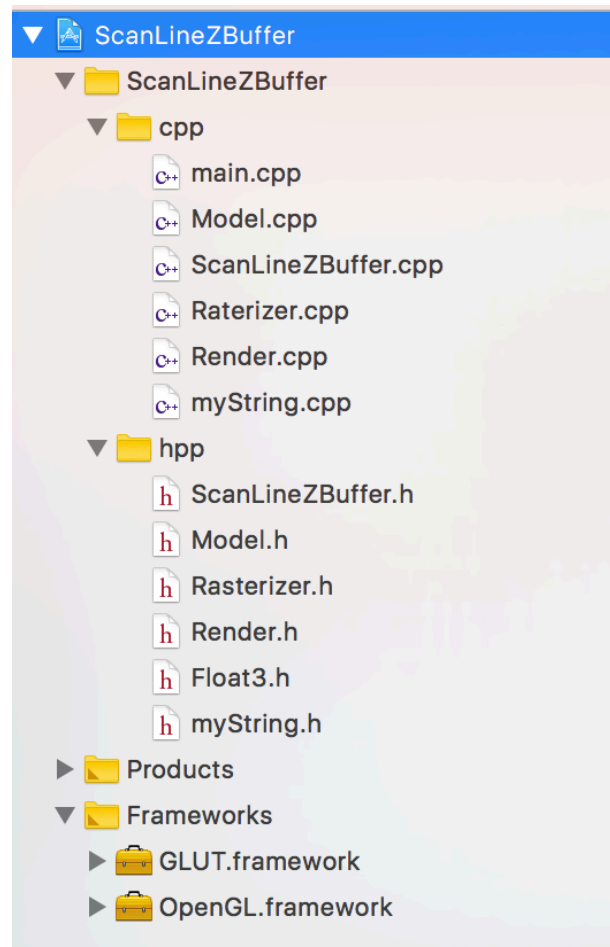 ScanLineZBuffer
ScanLineZBuffer
cpp
C++ main.cpp
C++ Model.cpp
C++ ScanLineZBuffer.cpp
C++ Raterizer.cpp
C++ Render.cpp
C++ myString.cpp
hpp
h ScanLineZBuffer.h
h Model.h
h Rasterizer.h
h Render.h
h Float3.h
h myString.h
Products
Frameworks
GLUT.framework
OpenGL.framework